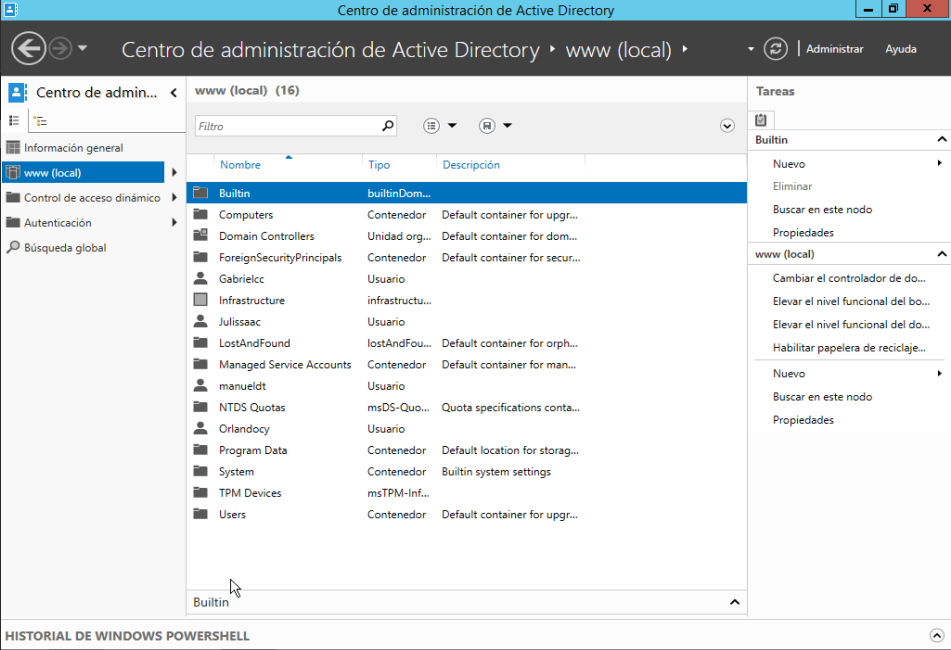 Centro de administración de Active Directory
Centro de administración de Active Directory • www (local) •
Administrar Ayuda
Centro de admin...
Información general
www (local)
Control de acceso dinámico
Autenticación
Búsqueda global
www (local) (16)
Filtro
Nombre Tipo Descripción
Builtin builtinDom...
Computers Contenedor Default container for upgr...
Domain Controllers Unidad org... Default container for dom...
ForeignSecurityPrincipals Contenedor Default container for secur...
Gabrielcc Usuario
Infrastructure infrastructu...
Julissaac Usuario
LostAndFound lostAndFou... Default container for orph...
Managed Service Accounts Contenedor Default container for man...
manueldt Usuario
NTDS Quotas msDS-Quo... Quota specifications conta...
Orlandocy Usuario
Program Data Contenedor Default location for storag...
System Contenedor Builtin system settings
TPM Devices msTPM-Inf...
Users Contenedor Default container for upgr...
Builtin
Tareas
Builtin
Nuevo
Eliminar
Buscar en este nodo
Propiedades
www (local)
Cambiar el controlador de do...
Elevar el nivel funcional del bo...
Elevar el nivel funcional del do...
Habilitar papelera de reciclaje...
Nuevo
Buscar en este nodo
Propiedades
HISTORIAL DE WINDOWS POWERSHELL